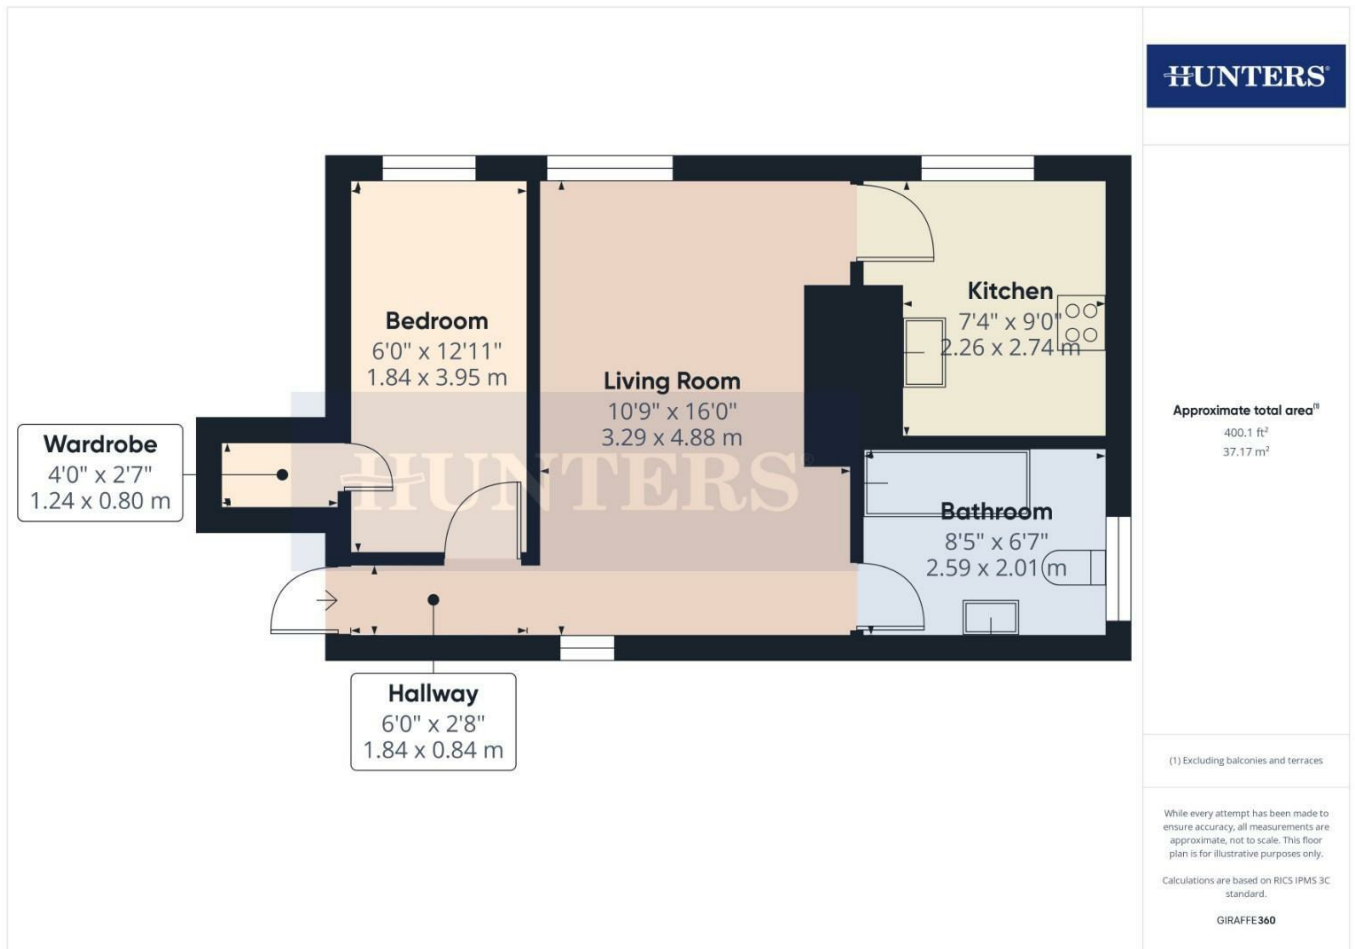 HUNTERS®
Bedroom
6'0" x 12'11"
1.84 x 3.95 m
Living Room
10'9" x 16'0"
3.29 x 4.88 m
Kitchen
7'4" x 9'0"
2.26 x 2.74 m
Wardrobe
4'0" x 2'7"
1.24 x 0.80 m
HUNTERS®
Bathroom
8'5" x 6'7"
2.59 x 2.01 m
Hallway
6'0" x 2'8"
1.84 x 0.84 m
Approximate total area(1)
400.1 ft²
37.17 m²
(1) Excluding balconies and terraces
While every attempt has been made to
ensure accuracy, all measurements are
approximate, not to scale. This floor
plan is for illustrative purposes only.
Calculations are based on RICS IPMS 3C
standard.
GIRAFFE360